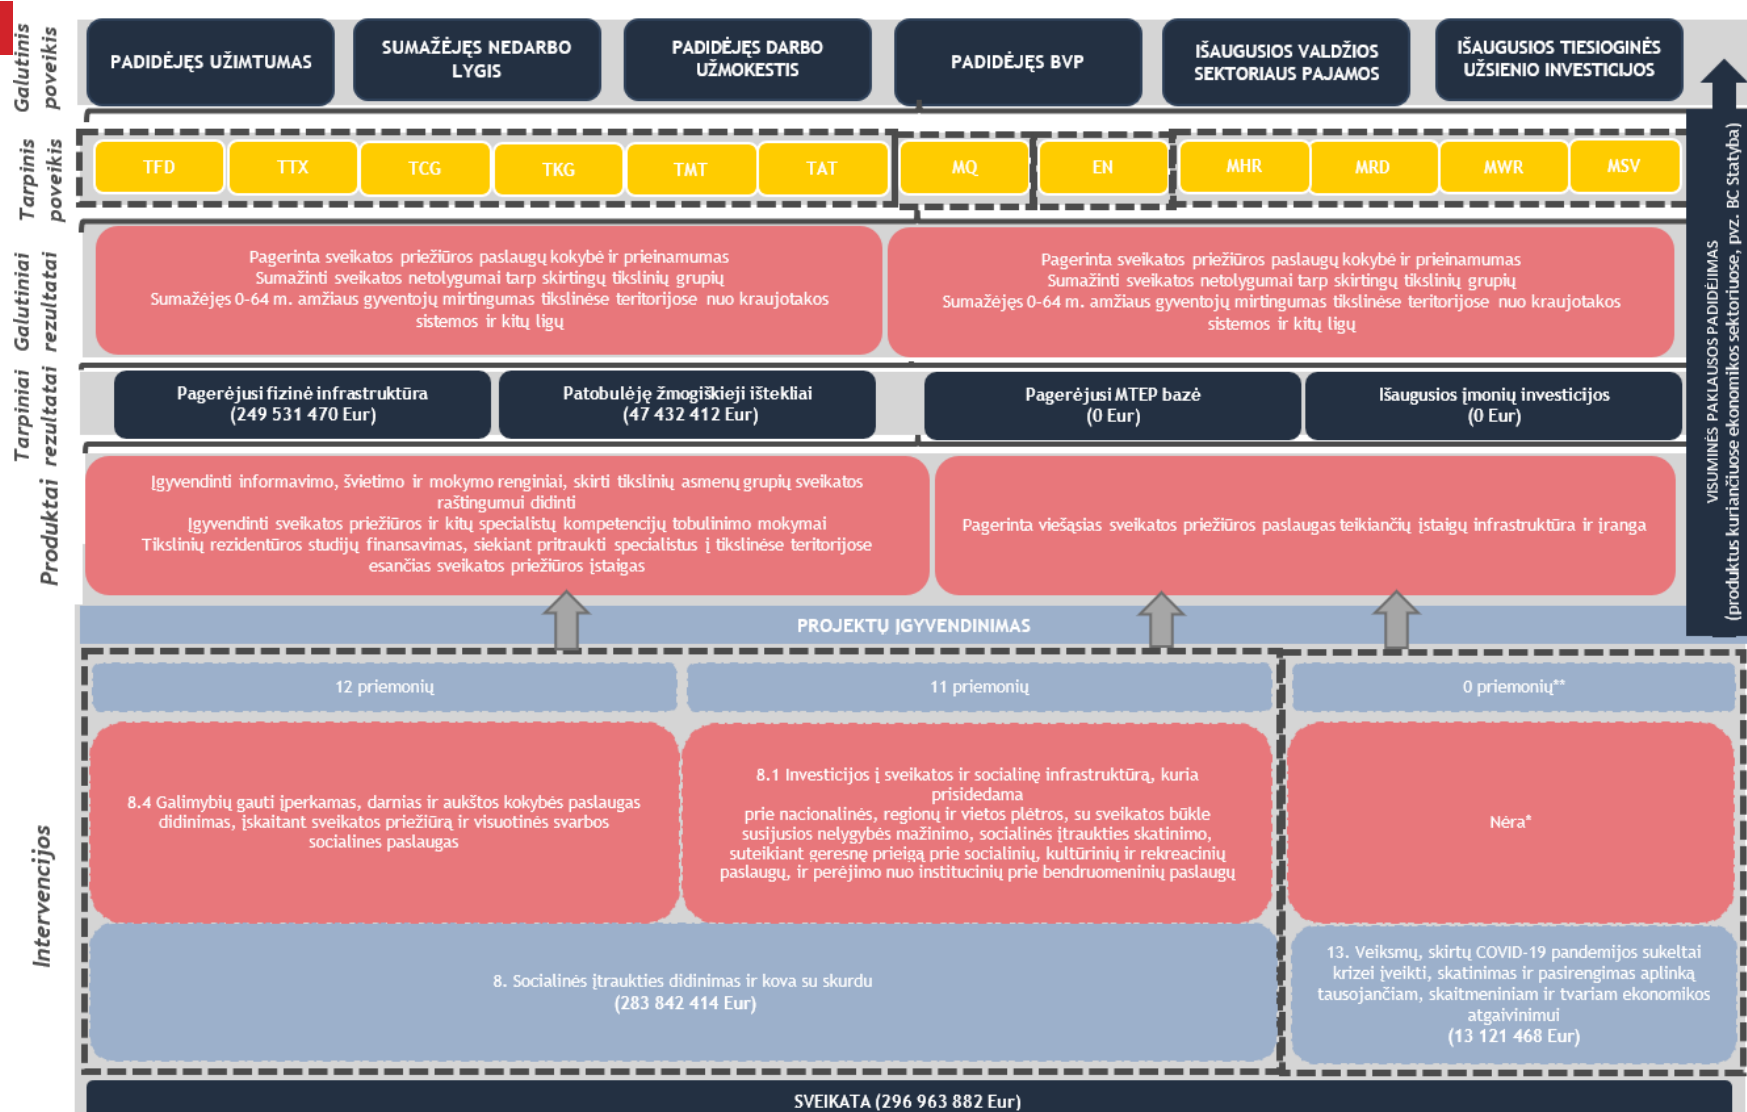 Galutinis
poveikis
PADIDĖJĘS UŽIMTUMAS
SUMAŽĖJĘS NEDARBO
LYGIS
PADIDĖJĘS DARBO
UŽMOKESTIS
PADIDĖJĘS BVP
IŠAUGUSIOS VALDŽIOS
SEKTORIAUS PAJAMOS
IŠAUGUSIOS TIESIOGINĖS
UŽSIENIO INVESTICIJOS
Tarpinis
poveikis
TFD
TTX
TCG
TKG
TMT
TAT
MQ
EN
MHR
MRD
MWR
MSV
VISUMINĖS PAKLAUSOS PADIDĖJIMAS
(produktus kuriančiuose ekonomikos sektoriuose, pvz. BC Statyba)
Galutiniai
rezultatai
Pagerinta sveikatos priežiūros paslaugų kokybė ir prieinamumas
Sumažinti sveikatos netolygumai tarp skirtingų tikslinių grupių
Sumažėjęs 0-64 m. amžiaus gyventojų mirtingumas tikslinėse teritorijose nuo kraujotakos
sistemos ir kitų ligų
Pagerinta sveikatos priežiūros paslaugų kokybė ir prieinamumas
Sumažinti sveikatos netolygumai tarp skirtingų tikslinių grupių
Sumažėjęs 0-64 m. amžiaus gyventojų mirtingumas tikslinėse teritorijose nuo kraujotakos
sistemos ir kitų ligų
Tarpiniai
rezultatai
Pagerėjusi fizinė infrastruktūra
(249 531 470 Eur)
Patobulėję žmogiškieji ištekliai
(47 432 412 Eur)
Pagerėjusi MTEP bazė
(0 Eur)
Išaugusios įmonių investicijos
(0 Eur)
Produktai
Įgyvendinti informavimo, švietimo ir mokymo renginiai, skirti tikslinių asmenų grupių sveikatos
raštingumui didinti
Įgyvendinti sveikatos priežiūros ir kitų specialistų kompetencijų tobulinimo mokymai
Tikslinių rezidentūros studijų finansavimas, siekiant pritraukti specialistus į tikslinėse teritorijose
esančias sveikatos priežiūros įstaigas
Pagerinta viešąsias sveikatos priežiūros paslaugas teikiančių įstaigų infrastruktūra ir įranga
PROJEKTŲ ĮGYVENDINIMAS
Intervencijos
12 priemonių
11 priemonių
0 priemonių**
8.4 Galimybių gauti įperkamas, darnias ir aukštos kokybės paslaugas
didinimas, įskaitant sveikatos priežiūrą ir visuotinės svarbos
socialines paslaugas
8.1 Investicijos į sveikatos ir socialinę infrastruktūrą, kuria
prisidedama
prie nacionalinės, regionų ir vietos plėtros, su sveikatos būkle
susijusios nelygybės mažinimo, socialinės įtraukties skatinimo,
suteikiant geresnę prieigą prie socialinių, kultūrinių ir rekreacinių
paslaugų, ir perėjimo nuo institucinių prie bendruomeninių paslaugų
Nėra*
8. Socialinės įtraukties didinimas ir kova su skurdu
(283 842 414 Eur)
13. Veiksmų, skirtų COVID-19 pandemijos sukeltai
krizei įveikti, skatinimas ir pasirengimas aplinką
tausojančiam, skaitmeniniam ir tvariam ekonomikos
atgaivinimui
(13 121 468 Eur)
SVEIKATA (296 963 882 Eur)